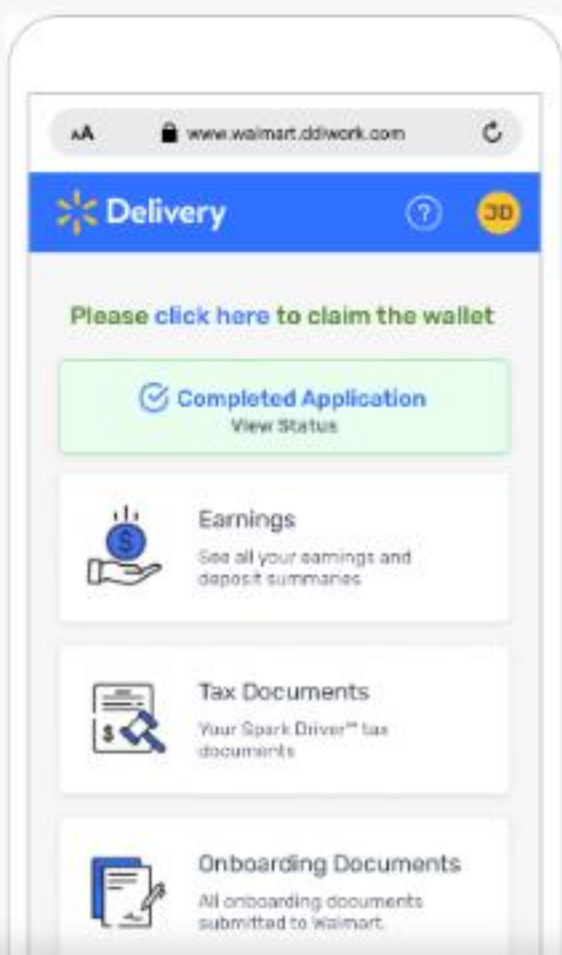 AA www.walmart.ddiwork.com
Delivery ? JD
Please click here to claim the wallet
Completed Application
View Status
Earnings
See all your earnings and
deposit summaries
Tax Documents
$ Your Spark Driver™ tax
documents
Onboarding Documents
All onboarding documents
submitted to Walmart.